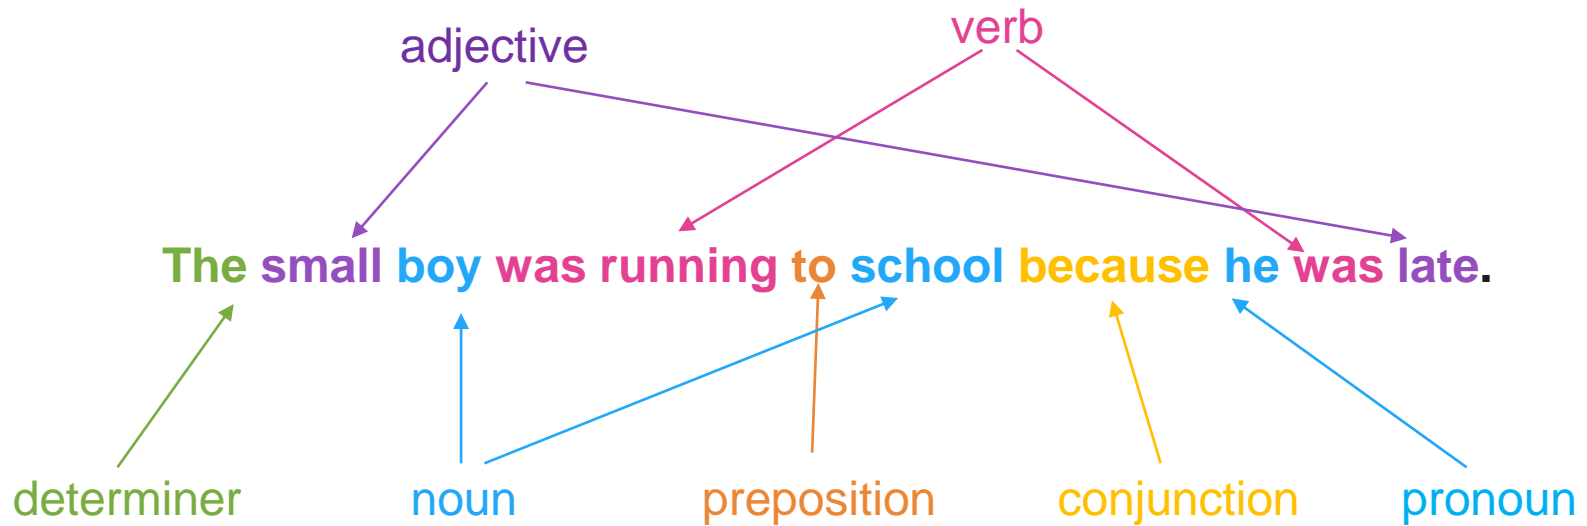 adjective verb
The small boy was running to school because he was late.
determiner noun preposition conjunction pronoun